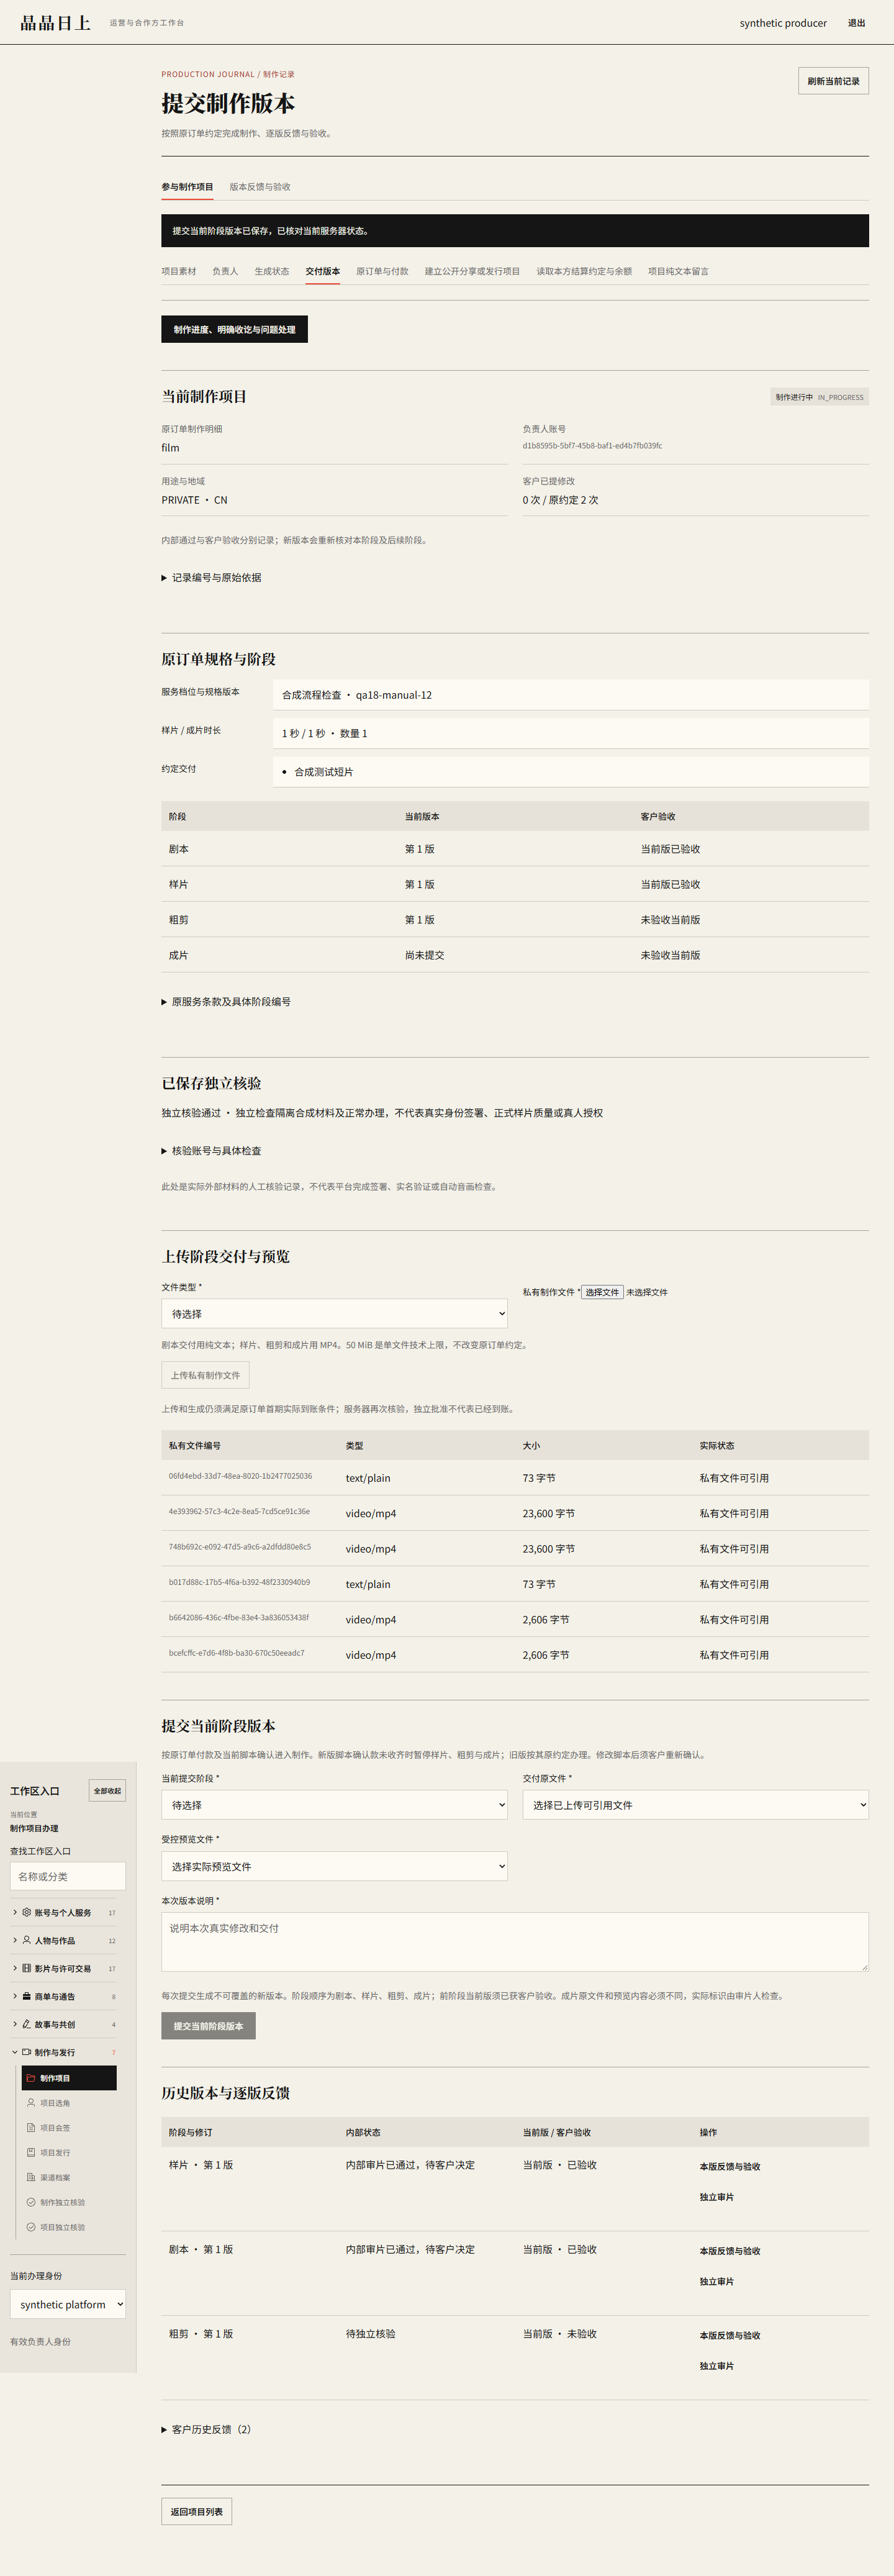 晶晶日上
运营与合作方工作台
synthetic producer
退出
PRODUCTION JOURNAL / 制作记录
提交制作版本
刷新当前记录
按照原订单约定完成制作、逐版反馈与验收。
参与制作项目
版本反馈与验收
提交当前阶段版本已保存，已核对当前服务器状态。
项目素材
负责人
生成状态
交付版本
原订单与付款
建立公开分享或发行项目
读取本方结算约定与余额
项目纯文本留言
制作进度、明确收讫与问题处理
当前制作项目
制作进行中 IN_PROGRESS
原订单制作明细
film
负责人账号
d1b8595b-5bf7-45b8-baf1-ed4b7fb039fc
用途与地域
PRIVATE · CN
客户已提修改
0 次 / 原约定 2 次
内部通过与客户验收分别记录；新版本会重新核对本阶段及后续阶段。
记录编号与原始依据
原订单规格与阶段
服务档位与规格版本
合成流程检查 · qa18-manual-12
样片 / 成片时长
1 秒 / 1 秒 · 数量 1
约定交付
• 合成测试短片
阶段 当前版本 客户验收
剧本 第 1 版 当前版已验收
样片 第 1 版 当前版已验收
粗剪 第 1 版 未验收当前版
成片 尚未提交 未验收当前版
原服务条款及具体阶段编号
已保存独立核验
独立核验通过 · 独立检查隔离合成材料及正常办理，不代表真实身份签署、正式样片质量或真人授权
核验账号与具体检查
此处是实际外部材料的人工核验记录，不代表平台完成签署、实名验证或自动音画检查。
上传阶段交付与预览
文件类型 *
待选择
私有制作文件 * 选择文件 未选择文件
剧本交付用纯文本；样片、粗剪和成片用 MP4。50 MiB 是单文件技术上限，不改变原订单约定。
上传私有制作文件
上传和生成仍须满足原订单首期实际到账条件；服务器再次核验，独立批准不代表已经到账。
私有文件编号 类型 大小 实际状态
06fd4ebd-33d7-48ea-8020-1b2477025036 text/plain 73 字节 私有文件可引用
4e393962-57c3-4c2e-8ea5-7cd5ce91c36e video/mp4 23,600 字节 私有文件可引用
748b692c-e092-47d5-a9c6-a2dfdd80e8c5 video/mp4 23,600 字节 私有文件可引用
b017d88c-17b5-4f6a-b392-48f2330940b9 text/plain 73 字节 私有文件可引用
b6642086-436c-4fbe-83e4-3a836053438f video/mp4 2,606 字节 私有文件可引用
bcefcffc-e7d6-4f8b-ba30-670c50eeadc7 video/mp4 2,606 字节 私有文件可引用
提交当前阶段版本
按原订单付款及当前脚本确认进入制作。新版脚本确认款未收齐时暂停样片、粗剪与成片；旧版按其原约定办理。修改脚本后须客户重新确认。
当前提交阶段 *
待选择
交付原文件 *
选择已上传可引用文件
受控预览文件 *
选择实际预览文件
本次版本说明 *
说明本次真实修改和交付
每次提交生成不可覆盖的新版本。阶段顺序为剧本、样片、粗剪、成片；前阶段当前版须已获客户验收。成片原文件和预览内容必须不同，实际标识由审片人检查。
提交当前阶段版本
历史版本与逐版反馈
阶段与修订 内部状态 当前版 / 客户验收 操作
样片 · 第 1 版 内部审片已通过，待客户决定 当前版 · 已验收 本版反馈与验收
独立审片
剧本 · 第 1 版 内部审片已通过，待客户决定 当前版 · 已验收 本版反馈与验收
独立审片
粗剪 · 第 1 版 待独立核验 当前版 · 未验收 本版反馈与验收
独立审片
客户历史反馈（2）
返回项目列表
工作区入口
全部收起
当前位置
制作项目办理
查找工作区入口
名称或分类
账号与个人服务 17
人物与作品 12
影片与许可交易 17
商单与通告 8
故事与共创 4
制作与发行 7
制作项目
项目选角
项目会签
项目发行
渠道档案
制作独立核验
项目独立核验
当前办理身份
synthetic platform
有效负责人身份